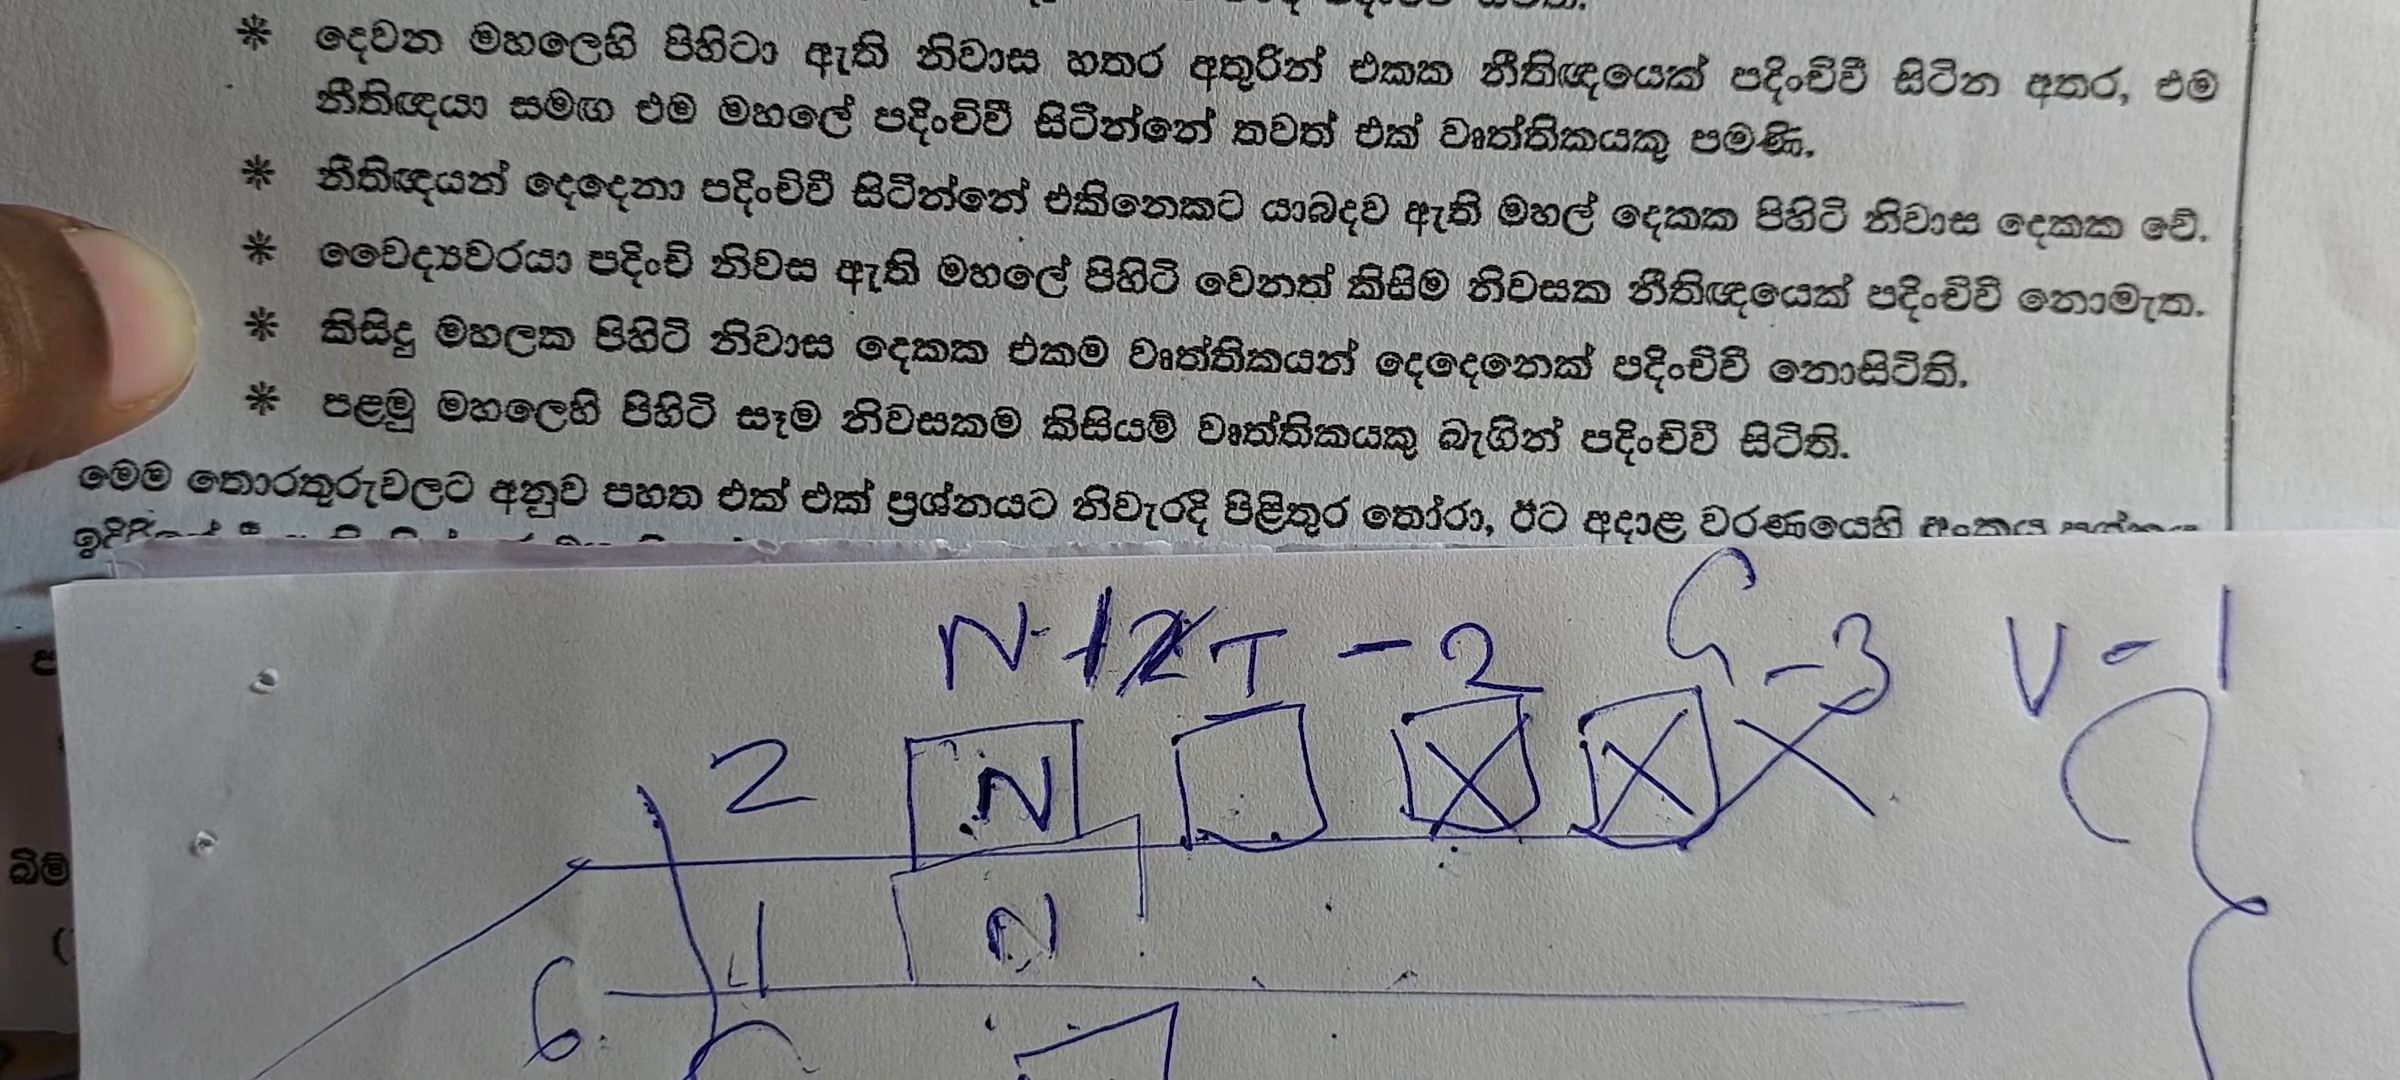 * දෙවන මහලෙහි පිහිටා ඇති නිවාස හතර අතුරින් එකක නීතිඥයෙක් පදිංචිවී සිටින අතර, එම
නීතිඥයා සමඟ එම මහලේ පදිංචිවී සිටින්නේ තවත් එක් වෘත්තිකයකු පමණි.
* නීතිඥයන් දෙදෙනා පදිංචිවී සිටින්නේ එකිනෙකට යාබදව ඇති මහල් දෙකක පිහිටි නිවාස දෙකක වේ.
* වෛද්‍යවරයා පදිංචි නිවස ඇති මහලේ පිහිටි වෙනත් කිසිම නිවසක නීතිඥයෙක් පදිංචිවී නොමැත.
* කිසිදු මහලක පිහිටි නිවාස දෙකක එකම වෘත්තිකයන් දෙදෙනෙක් පදිංචිවී නොසිටිති.
* පළමු මහලෙහි පිහිටි සෑම නිවසකම කිසියම් වෘත්තිකයකු බැගින් පදිංචිවී සිටිති.
මෙම තොරතුරුවලට අනුව පහත එක් එක් ප්‍රශ්නයට නිවැරදි පිළිතුර තෝරා, ඊට අදාළ වරණයෙහි අංකය
N T - 2 G - 3 V - 1
2 N
බිම්
1 N
G